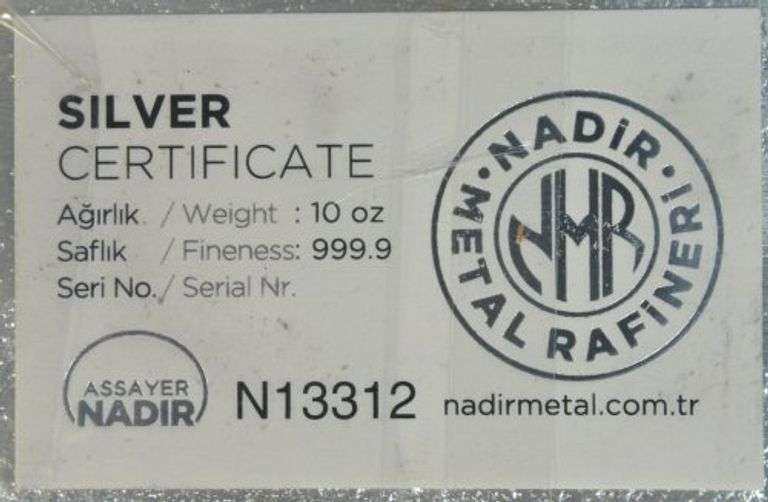 SILVER
CERTIFICATE
Ağırlık / Weight : 10 oz
Saflık / Fineness: 999.9
Seri No. / Serial Nr.
NADİR • METAL RAFİNERİ •
NMR
ASSAYER
NADIR
N13312
nadirmetal.com.tr